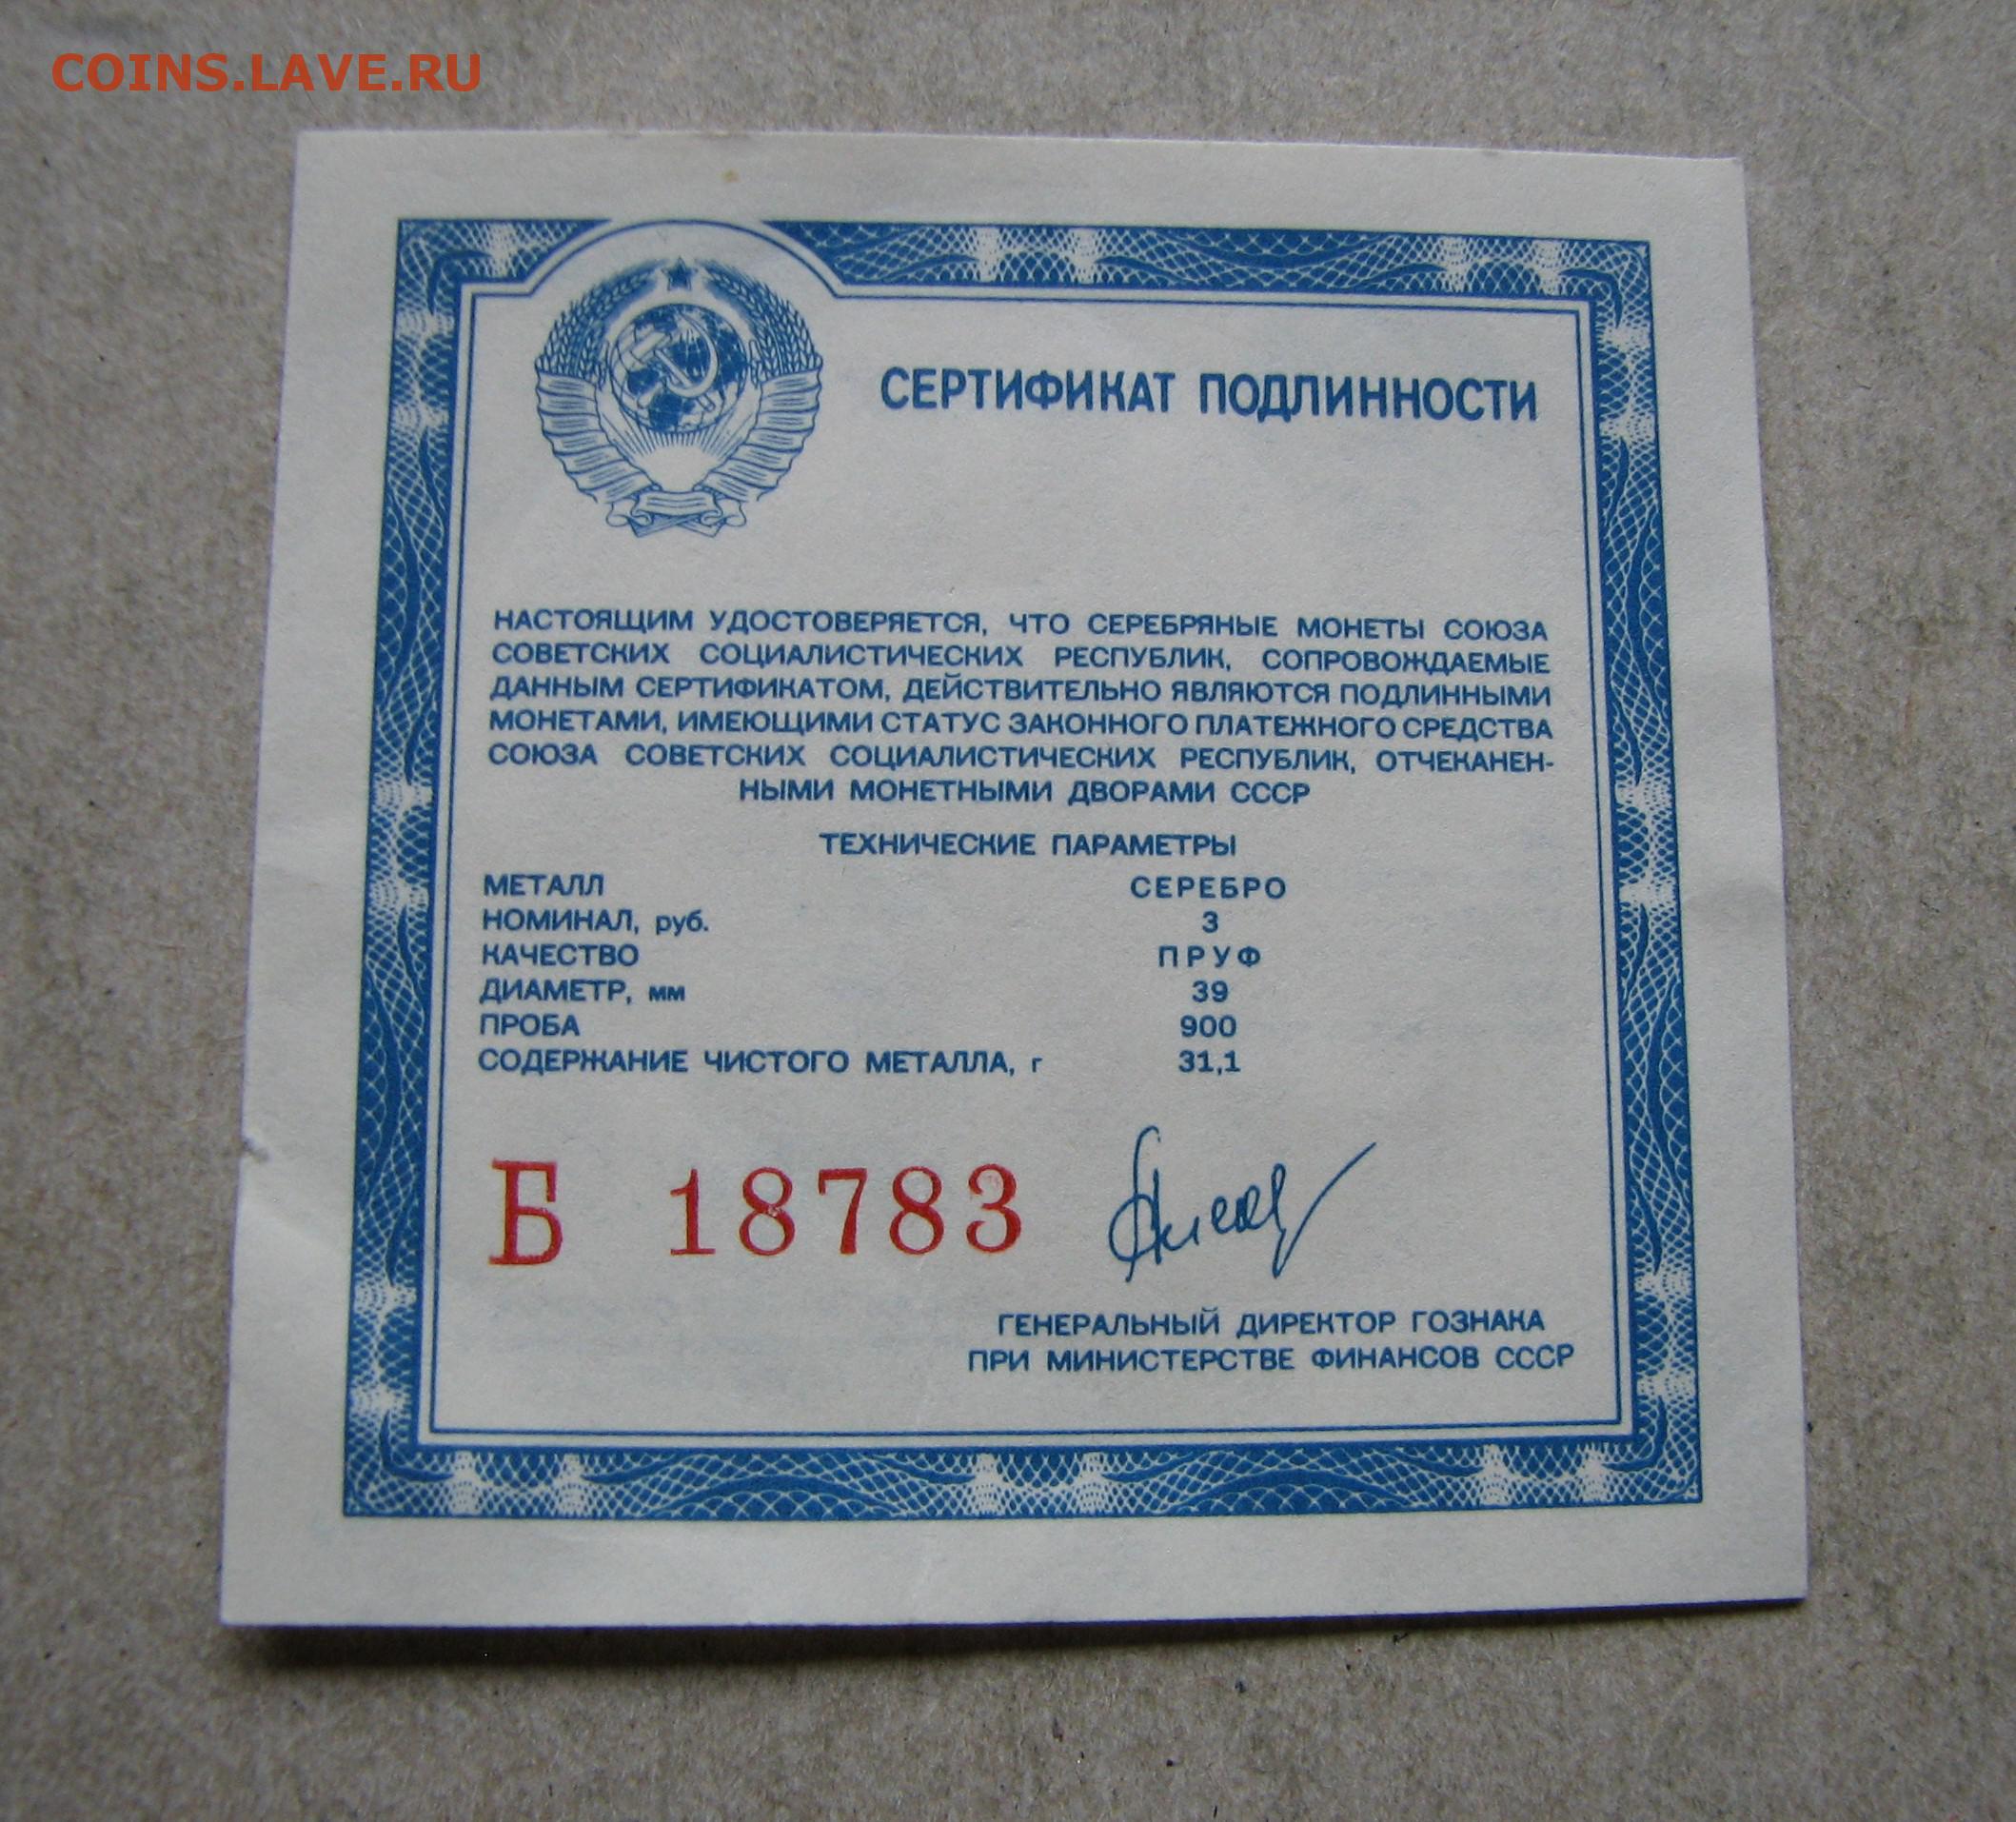 COINS.LAVE.RU
СЕРТИФИКАТ ПОДЛИННОСТИ
НАСТОЯЩИМ УДОСТОВЕРЯЕТСЯ, ЧТО СЕРЕБРЯНЫЕ МОНЕТЫ СОЮЗА
СОВЕТСКИХ СОЦИАЛИСТИЧЕСКИХ РЕСПУБЛИК, СОПРОВОЖДАЕМЫЕ
ДАННЫМ СЕРТИФИКАТОМ, ДЕЙСТВИТЕЛЬНО ЯВЛЯЮТСЯ ПОДЛИННЫМИ
МОНЕТАМИ, ИМЕЮЩИМИ СТАТУС ЗАКОННОГО ПЛАТЕЖНОГО СРЕДСТВА
СОЮЗА СОВЕТСКИХ СОЦИАЛИСТИЧЕСКИХ РЕСПУБЛИК, ОТЧЕКАНЕН-
НЫМИ МОНЕТНЫМИ ДВОРАМИ СССР
ТЕХНИЧЕСКИЕ ПАРАМЕТРЫ
МЕТАЛЛ СЕРЕБРО
НОМИНАЛ, руб. 3
КАЧЕСТВО ПРУФ
ДИАМЕТР, мм 39
ПРОБА 900
СОДЕРЖАНИЕ ЧИСТОГО МЕТАЛЛА, г 31,1
Б 18783
ГЕНЕРАЛЬНЫЙ ДИРЕКТОР ГОЗНАКА
ПРИ МИНИСТЕРСТВЕ ФИНАНСОВ СССР